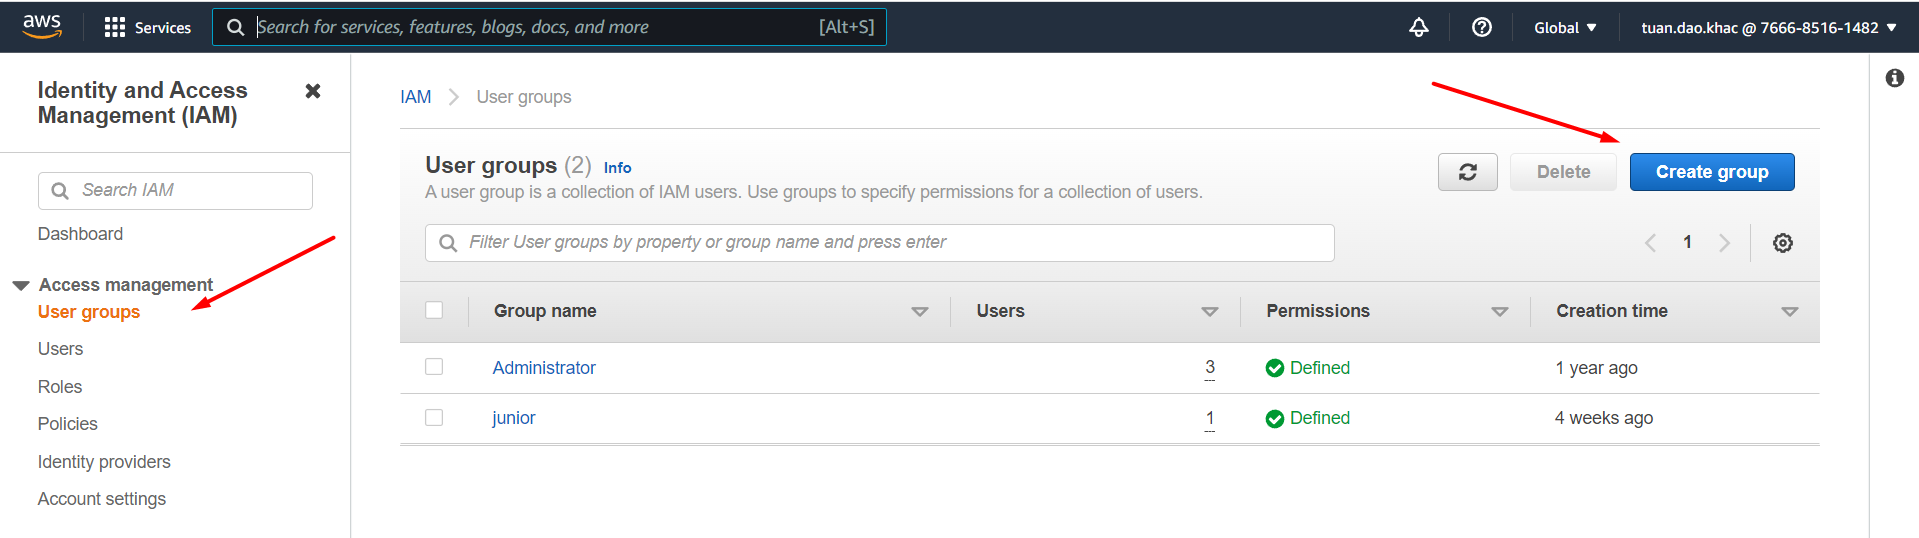 aws
Services
Search for services, features, blogs, docs, and more
[Alt+S]
Global
tuan.dao.khac @ 7666-8516-1482
Identity and Access
Management (IAM)
Search IAM
Dashboard
Access management
User groups
Users
Roles
Policies
Identity providers
Account settings
IAM
User groups
User groups (2) Info
A user group is a collection of IAM users. Use groups to specify permissions for a collection of users.
Delete
Create group
Filter User groups by property or group name and press enter
1
Group name Users Permissions Creation time
Administrator 3 Defined 1 year ago
junior 1 Defined 4 weeks ago